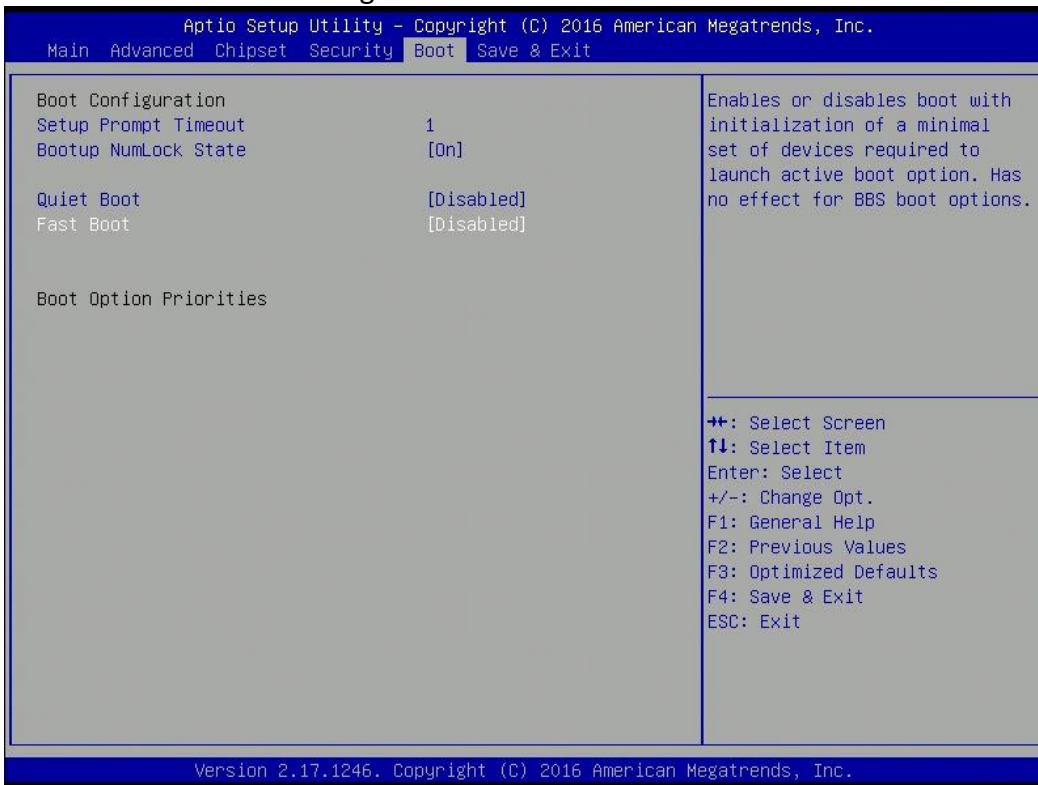 Aptio Setup Utility – Copyright (C) 2016 American Megatrends, Inc.
Main Advanced Chipset Security Boot Save & Exit
Boot Configuration
Setup Prompt Timeout 1
Bootup NumLock State [On]
Quiet Boot [Disabled]
Fast Boot [Disabled]
Boot Option Priorities
Enables or disables boot with
initialization of a minimal
set of devices required to
launch active boot option. Has
no effect for BBS boot options.
→←: Select Screen
↑↓: Select Item
Enter: Select
+/-: Change Opt.
F1: General Help
F2: Previous Values
F3: Optimized Defaults
F4: Save & Exit
ESC: Exit
Version 2.17.1246. Copyright (C) 2016 American Megatrends, Inc.